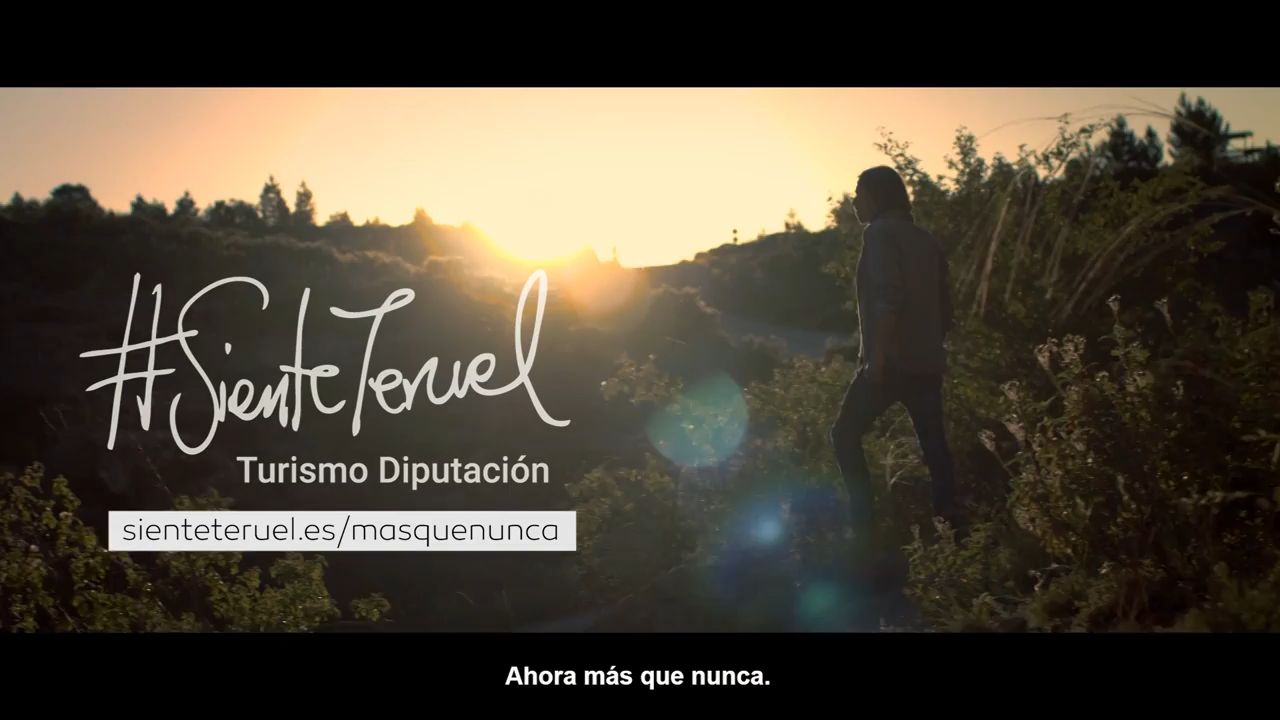 #SienteTeruel
Turismo Diputación
sienteteruel.es/masquenunca
Ahora más que nunca.